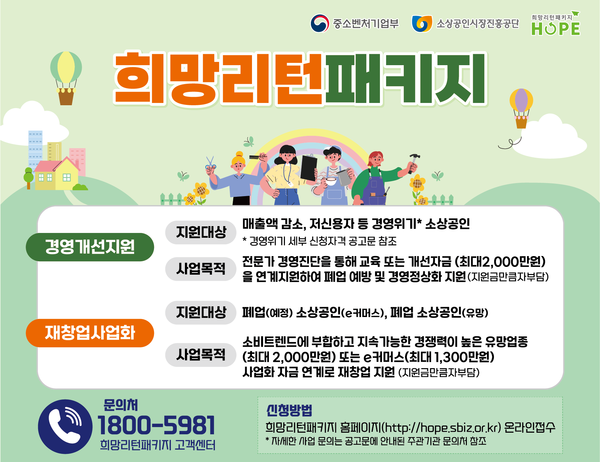 중소벤처기업부
소상공인시장진흥공단
희망리턴패키지
HOPE
희망리턴패키지
경영개선지원
지원대상
매출액 감소, 저신용자 등 경영위기* 소상공인
* 경영위기 세부 신청자격 공고문 참조
사업목적
전문가 경영진단을 통해 교육 또는 개선자금 (최대2,000만원)
을 연계지원하여 폐업 예방 및 경영정상화 지원 (지원금만큼자부담)
재창업사업화
지원대상
폐업(예정) 소상공인(e커머스), 폐업 소상공인(유망)
사업목적
소비트렌드에 부합하고 지속가능한 경쟁력이 높은 유망업종
(최대 2,000만원) 또는 e커머스(최대 1,300만원)
사업화 자금 연계로 재창업 지원 (지원금만큼자부담)
문의처
1800-5981
희망리턴패키지 고객센터
신청방법
희망리턴패키지 홈페이지(http://hope.sbiz.or.kr) 온라인접수
* 자세한 사업 문의는 공고문에 안내된 주관기관 문의처 참조